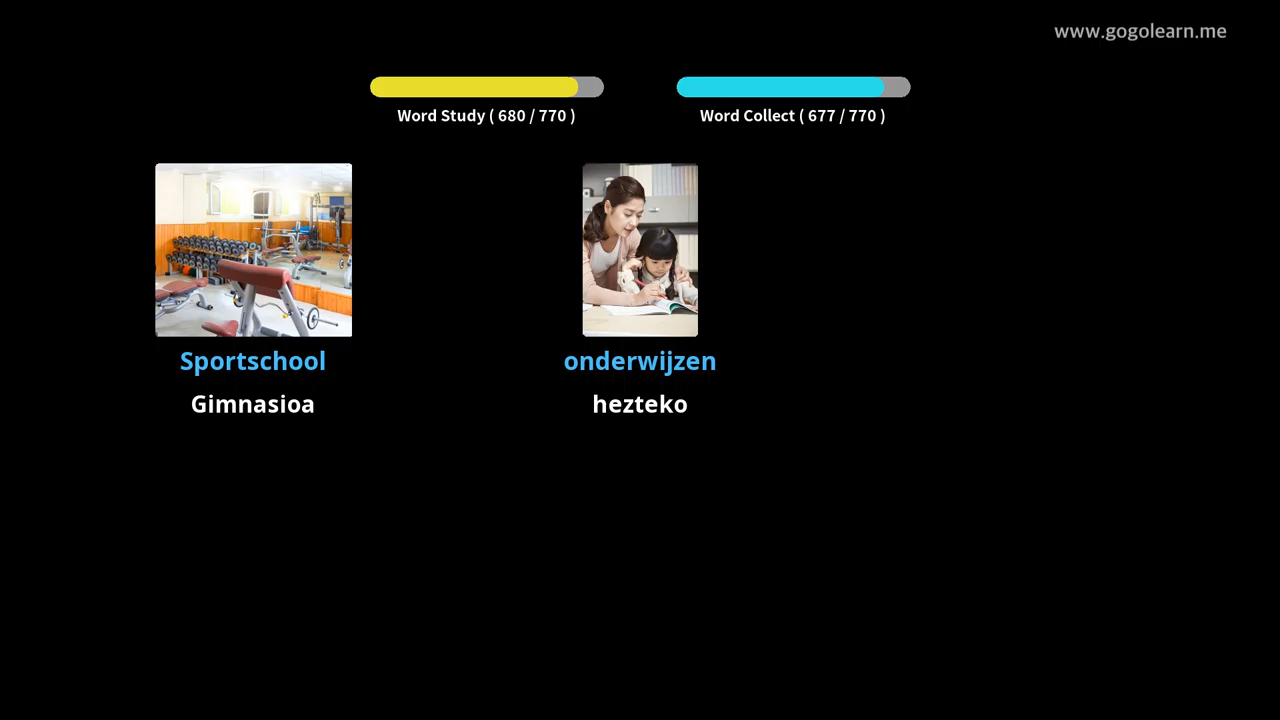 www.gogolearn.me
Word Study ( 680 / 770 )
Word Collect ( 677 / 770 )
Sportschool
onderwijzen
Gimnasioa
hezteko